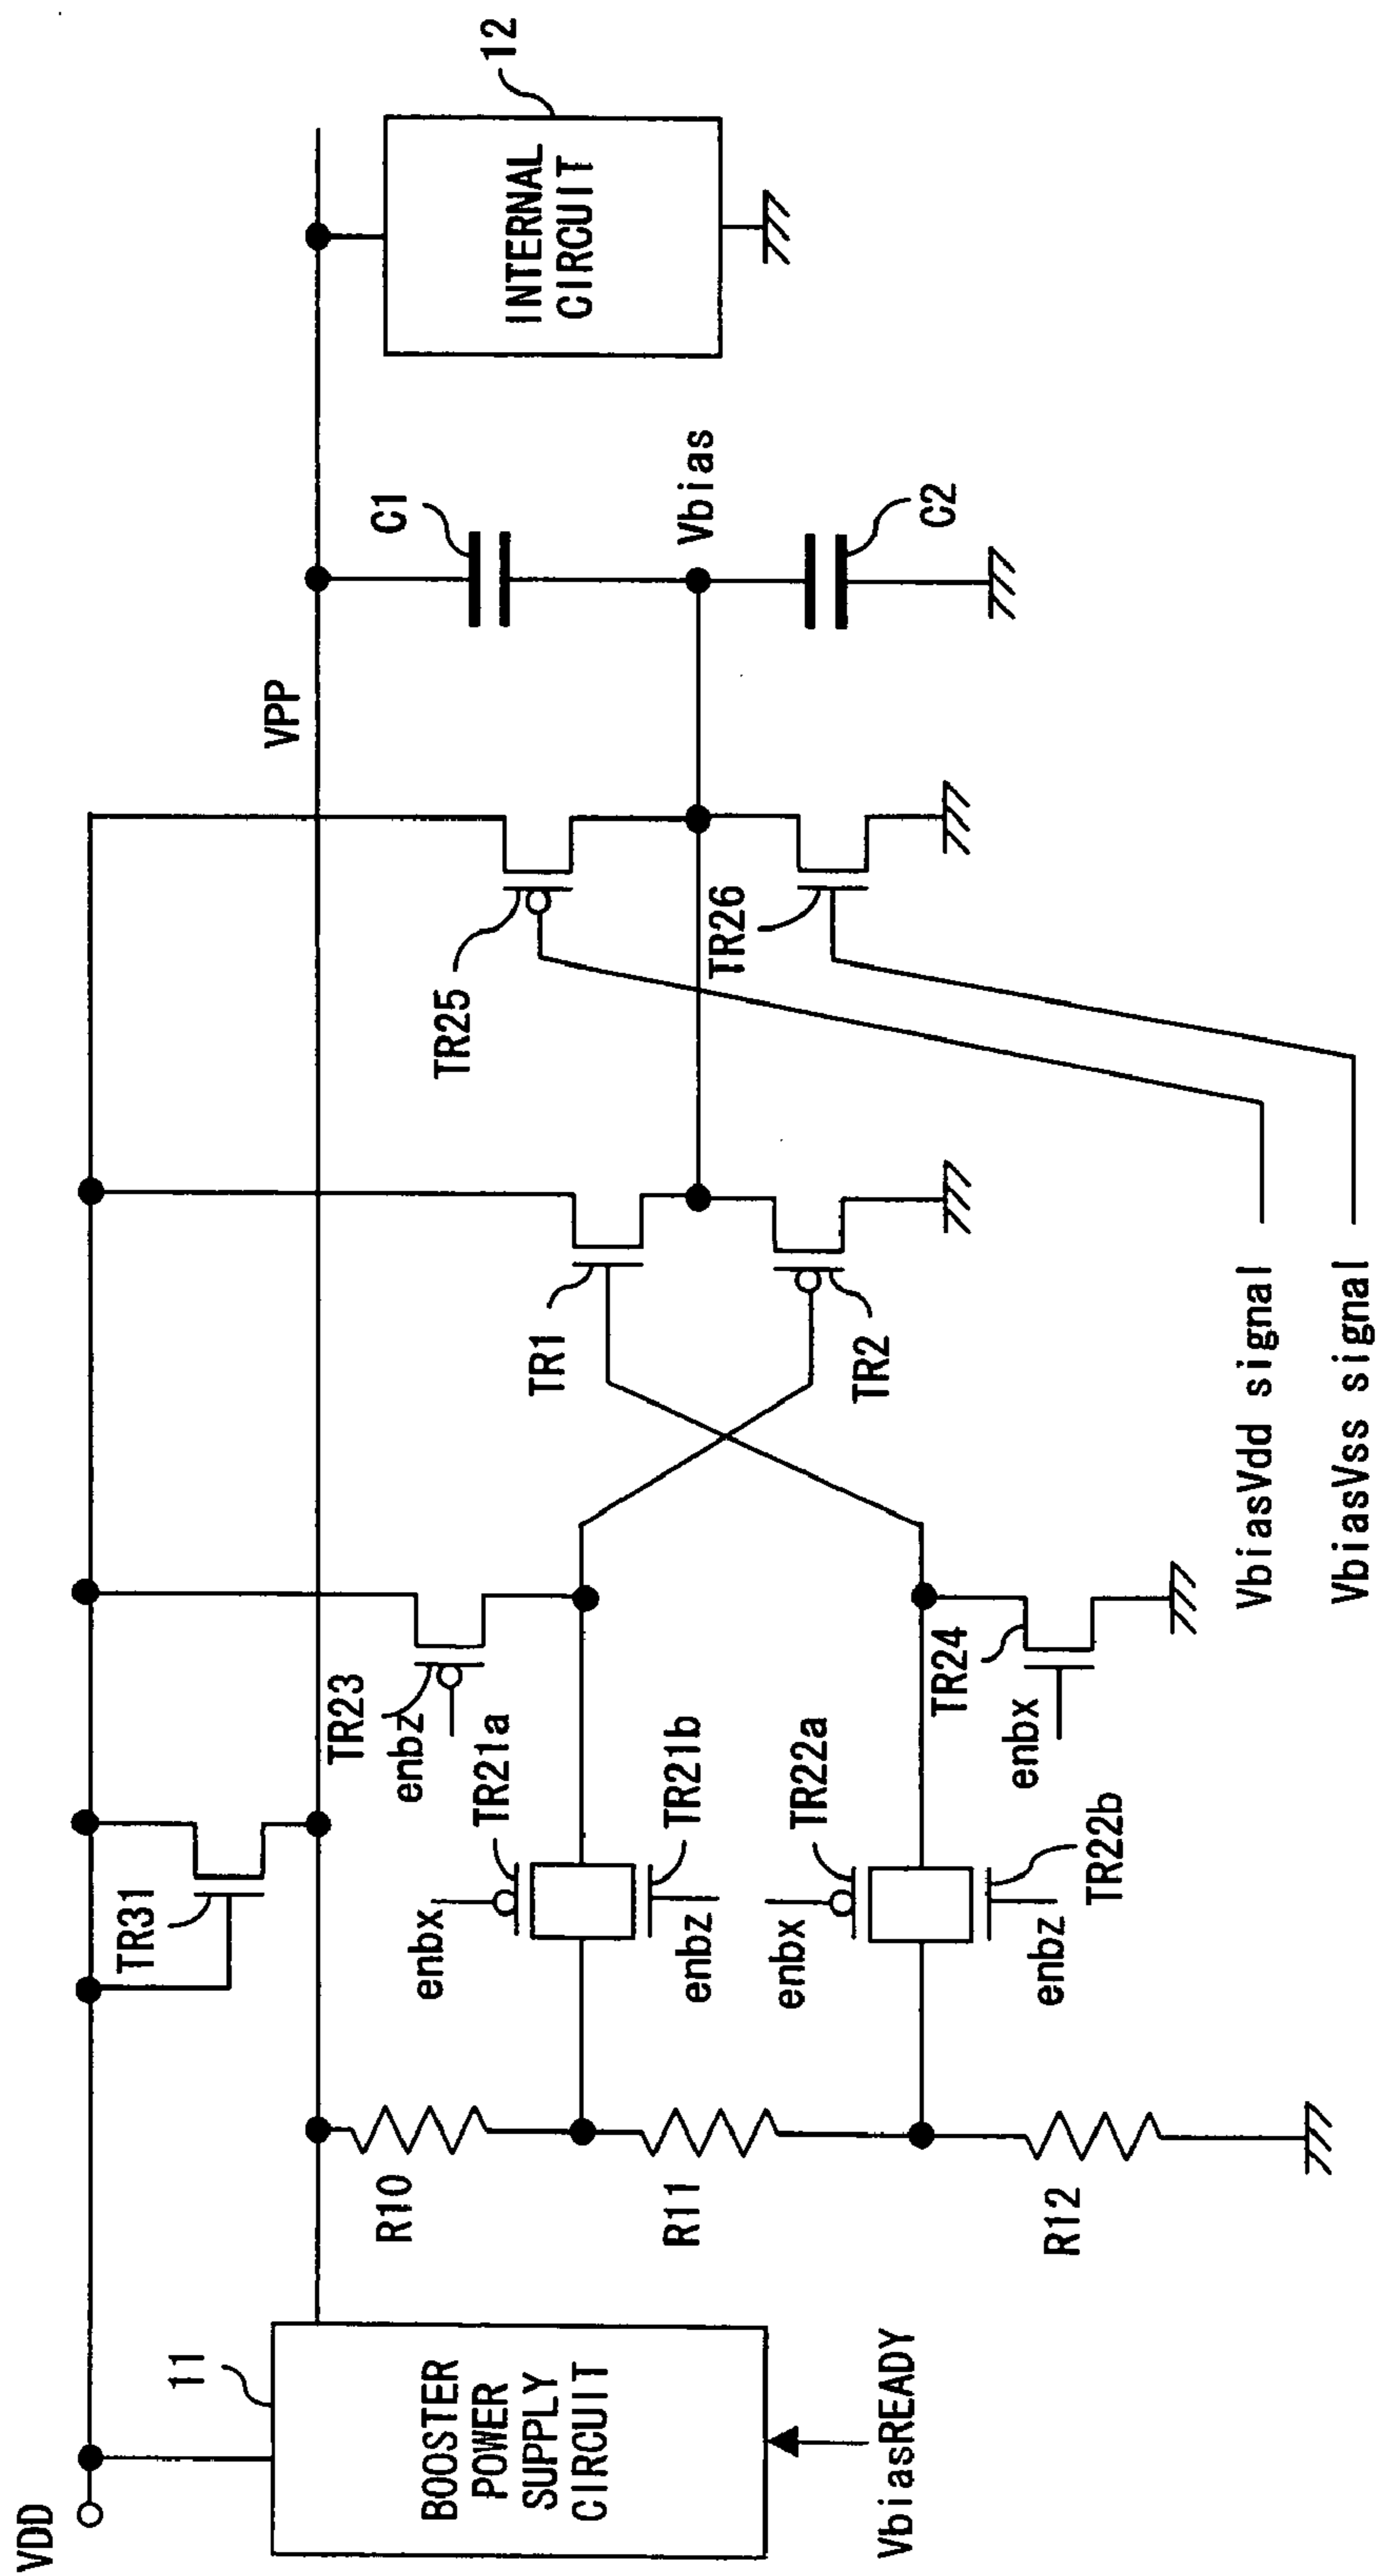 VDD
11
BOOSTER
POWER
SUPPLY
CIRCUIT
VbiasREADY
R10
R11
R12
TR31
enbx
TR21a
enbz
TR21b
enbx
TR22a
enbz
TR22b
TR23
enbz
TR24
enbx
TR1
TR2
VbiasVdd signal
VbiasVss signal
TR25
TR26
VPP
C1
Vbias
C2
INTERNAL
CIRCUIT
12